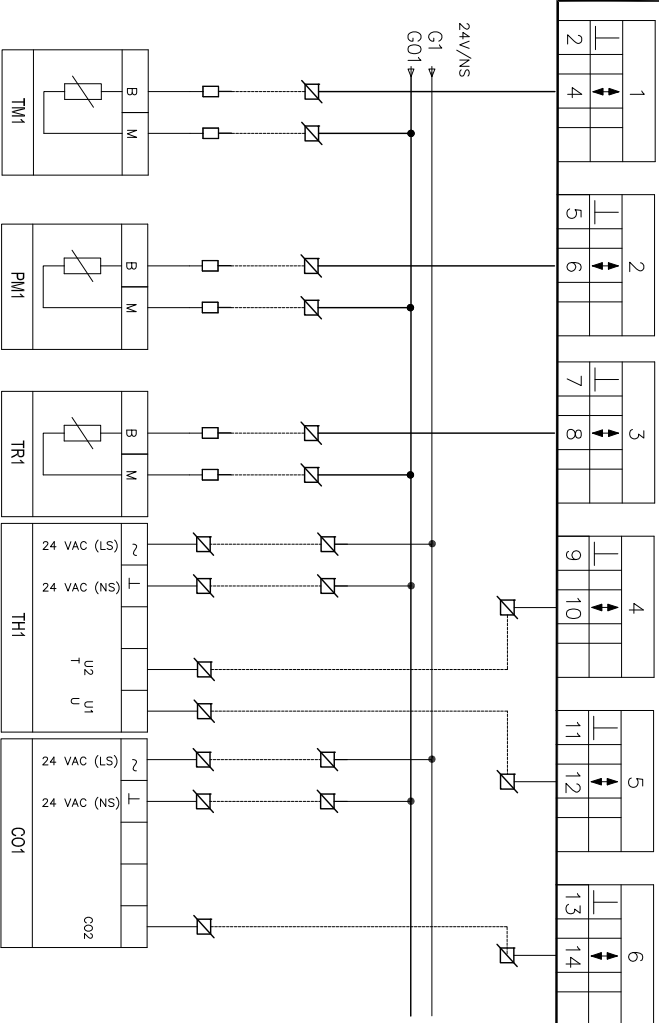 1 2 3 4 5 6
2 4 5 6 7 8 9 10 11 12 13 14
24V/NS
G1
GO1
B M B M B M ~ ⊥ ~ ⊥
24 VAC (LS)
24 VAC (NS)
U2
T
U1
U
24 VAC (LS)
24 VAC (NS)
CO2
TM1 PM1 TR1 TH1 CO1